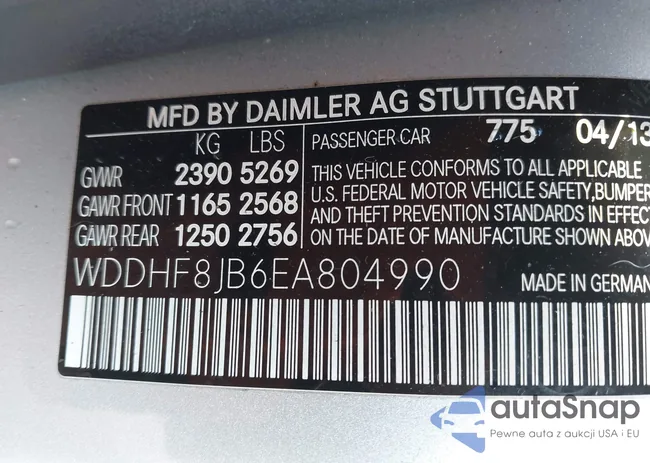 MFD BY DAIMLER AG STUTTGART
KG LBS
GVWR 2390 5269
GAWR FRONT 1165 2568
GAWR REAR 1250 2756
PASSENGER CAR 775 04/13
THIS VEHICLE CONFORMS TO ALL APPLICABLE
U.S. FEDERAL MOTOR VEHICLE SAFETY,BUMPER
AND THEFT PREVENTION STANDARDS IN EFFECT
ON THE DATE OF MANUFACTURE SHOWN ABOVE
WDDHF8JB6EA804990
MADE IN GERMAN
autaSnap
Pewne auta z aukcji USA i EU